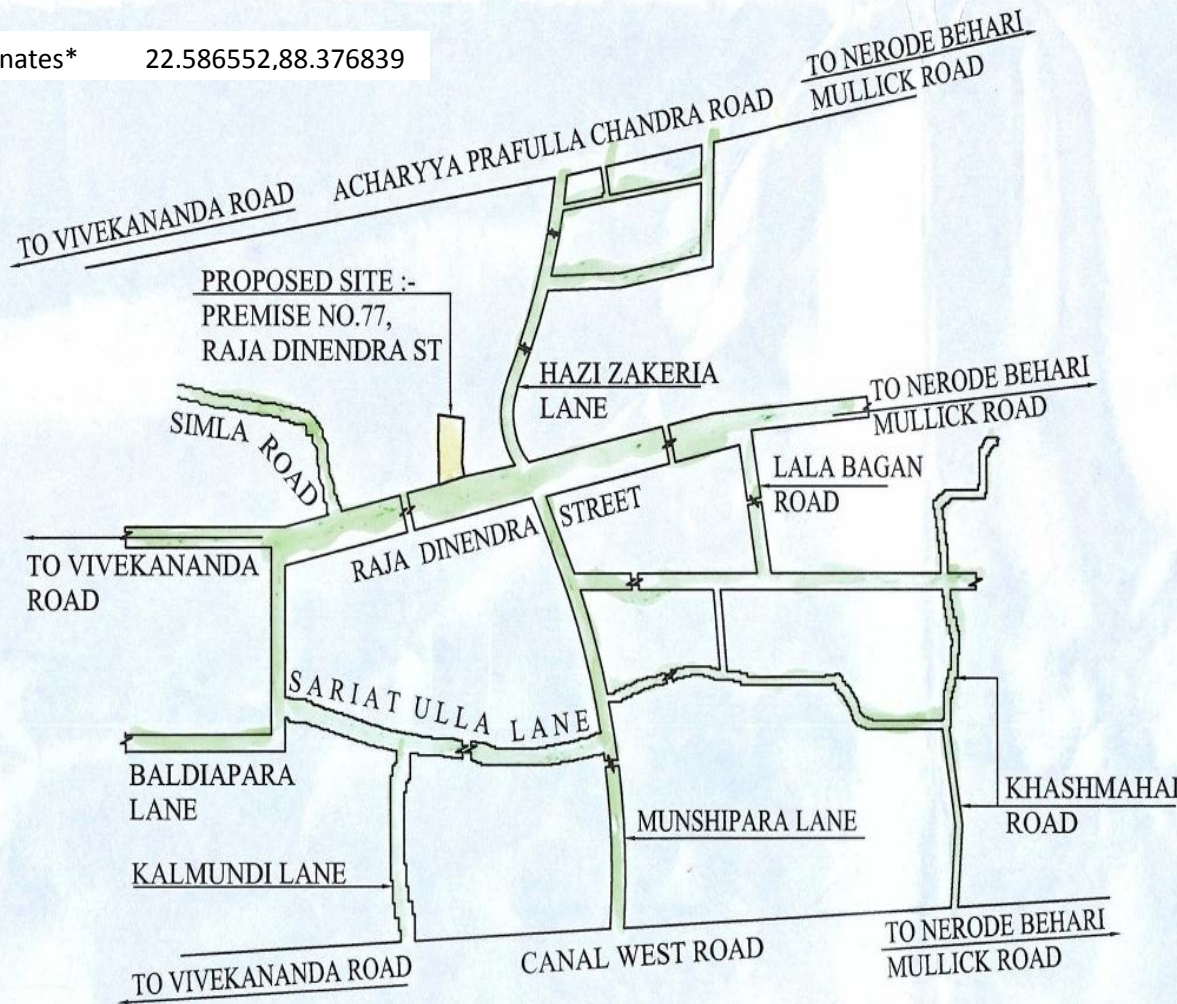 nates* 22.586552,88.376839
TO NERODE BEHARI
MULLICK ROAD
ACHARYYA PRAFULLA CHANDRA ROAD
TO VIVEKANANDA ROAD
PROPOSED SITE :-
PREMISE NO.77,
RAJA DINENDRA ST
HAZI ZAKERIA
LANE
TO NERODE BEHARI
MULLICK ROAD
SIMLA ROAD
LALA BAGAN
ROAD
RAJA DINENDRA STREET
TO VIVEKANANDA
ROAD
SARIAT ULLA LANE
BALDIAPARA
LANE
KHASHMAHAL
ROAD
MUNSHIPARA LANE
KALMUNDI LANE
TO NERODE BEHARI
MULLICK ROAD
CANAL WEST ROAD
TO VIVEKANANDA ROAD